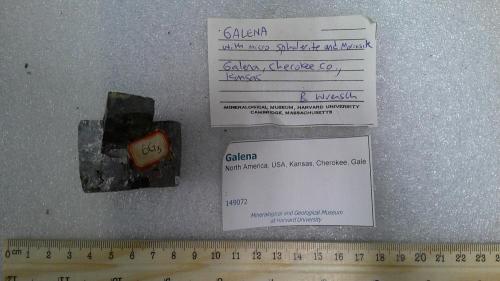 GALENA
with micro Sphalerite and
Galena, Cherokee Co.,
Kansas
B
MINERALOGICAL MUSEUM, HARVARD UNIVERSITY
CAMBRIDGE, MASSACHUSETTS
Galena
North America, USA, Kansas, Cherokee, Gale
149072
Mineralogical and Geological Museum
at Harvard University
0 cm 1 2 3 4 5 6 7 8 9 10 11 12 13 14 15 16 17 18 19 20 21 22 23